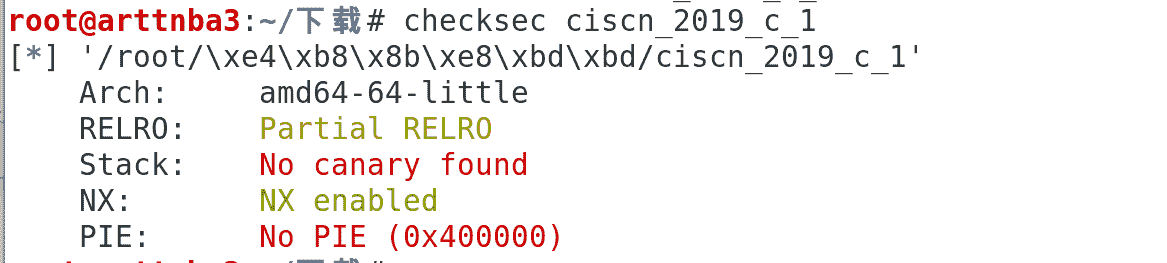 root@arttnba3:~/下载# checksec ciscn_2019_c_1
[*] '/root/\xe4\xb8\x8b\xe8\xbd\xbd/ciscn_2019_c_1'
    Arch:     amd64-64-little
    RELRO:    Partial RELRO
    Stack:    No canary found
    NX:       NX enabled
    PIE:      No PIE (0x400000)